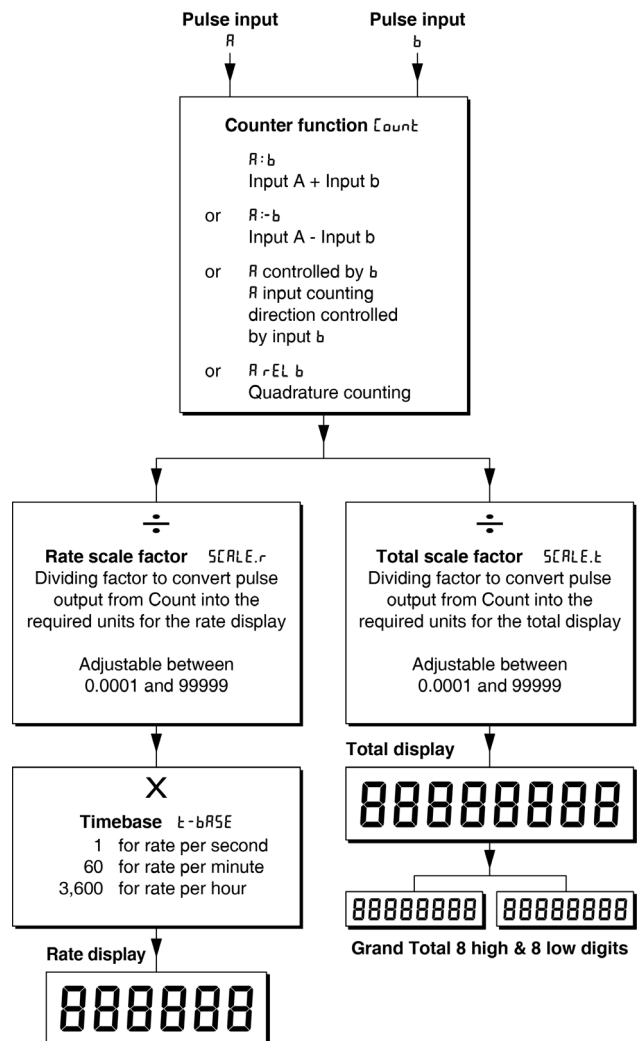 Pulse input
A
Pulse input
b
Counter function Count
A:b
Input A + Input b
or A:-b
Input A - Input b
or A controlled by b
A input counting
direction controlled
by input b
or A rEL b
Quadrature counting
÷
Rate scale factor SCALE.r
Dividing factor to convert pulse
output from Count into the
required units for the rate display
Adjustable between
0.0001 and 99999
÷
Total scale factor SCALE.t
Dividing factor to convert pulse
output from Count into the
required units for the total display
Adjustable between
0.0001 and 99999
X
Timebase t-bASE
1 for rate per second
60 for rate per minute
3,600 for rate per hour
Rate display
888888
Total display
88888888
88888888 88888888
Grand Total 8 high & 8 low digits